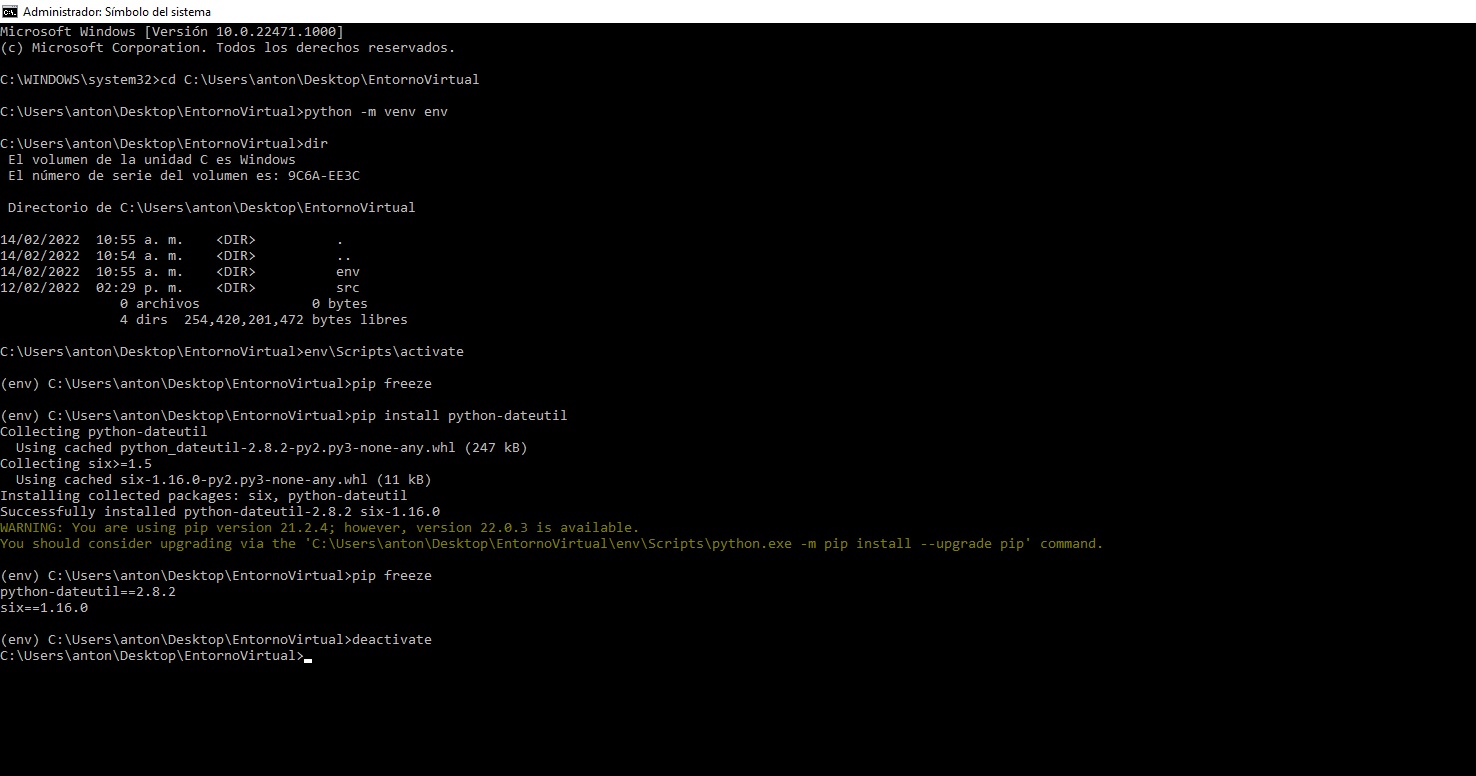 Administrador: Símbolo del sistema
Microsoft Windows [Versión 10.0.22471.1000]
(c) Microsoft Corporation. Todos los derechos reservados.
C:\WINDOWS\system32>cd C:\Users\anton\Desktop\EntornoVirtual
C:\Users\anton\Desktop\EntornoVirtual>python -m venv env
C:\Users\anton\Desktop\EntornoVirtual>dir
 El volumen de la unidad C es Windows
 El número de serie del volumen es: 9C6A-EE3C
 Directorio de C:\Users\anton\Desktop\EntornoVirtual
14/02/2022  10:55 a. m.    <DIR>          .
14/02/2022  10:54 a. m.    <DIR>          ..
14/02/2022  10:55 a. m.    <DIR>          env
12/02/2022  02:29 p. m.    <DIR>          src
               0 archivos              0 bytes
               4 dirs  254,420,201,472 bytes libres
C:\Users\anton\Desktop\EntornoVirtual>env\Scripts\activate
(env) C:\Users\anton\Desktop\EntornoVirtual>pip freeze
(env) C:\Users\anton\Desktop\EntornoVirtual>pip install python-dateutil
Collecting python-dateutil
  Using cached python_dateutil-2.8.2-py2.py3-none-any.whl (247 kB)
Collecting six>=1.5
  Using cached six-1.16.0-py2.py3-none-any.whl (11 kB)
Installing collected packages: six, python-dateutil
Successfully installed python-dateutil-2.8.2 six-1.16.0
WARNING: You are using pip version 21.2.4; however, version 22.0.3 is available.
You should consider upgrading via the 'C:\Users\anton\Desktop\EntornoVirtual\env\Scripts\python.exe -m pip install --upgrade pip' command.
(env) C:\Users\anton\Desktop\EntornoVirtual>pip freeze
python-dateutil==2.8.2
six==1.16.0
(env) C:\Users\anton\Desktop\EntornoVirtual>deactivate
C:\Users\anton\Desktop\EntornoVirtual>